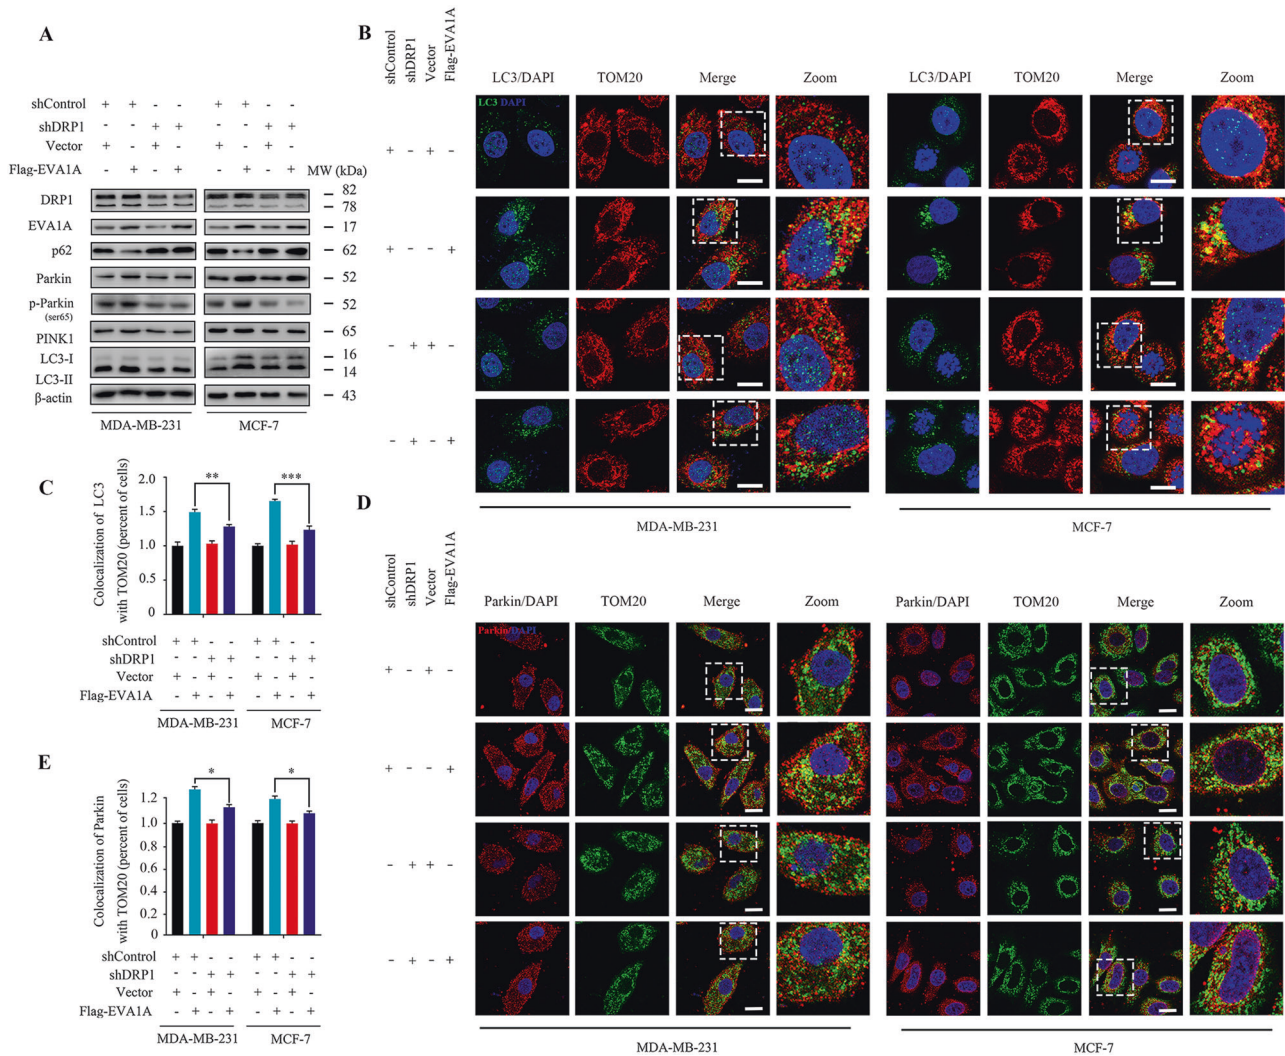 A
shControl + + - - + + - -
shDRP1 - - + + - - + +
Vector + - + - + - + -
Flag-EVA1A - + - + - + - + MW (kDa)
DRP1 82
78
EVA1A 17
p62 62
Parkin 52
p-Parkin 52
(ser65)
PINK1 65
LC3-I 16
LC3-II 14
β-actin 43
MDA-MB-231 MCF-7
B
shControl shDRP1 Vector Flag-EVA1A
LC3/DAPI TOM20 Merge Zoom LC3/DAPI TOM20 Merge Zoom
LC3 DAPI
+ - + -
+ - - +
- + + -
- + - +
MDA-MB-231 MCF-7
C
Colocalization of LC3
with TOM20 (percent of cells)
2.0
1.5
1.0
0.5
0
** ***
shControl + + - - + + - -
shDRP1 - - + + - - + +
Vector + - + - + - + -
Flag-EVA1A - + - + - + - +
MDA-MB-231 MCF-7
D
shControl shDRP1 Vector Flag-EVA1A
Parkin/DAPI TOM20 Merge Zoom Parkin/DAPI TOM20 Merge Zoom
Parkin/DAPI
+ - + -
+ - - +
- + + -
- + - +
MDA-MB-231 MCF-7
E
Colocalization of Parkin
with TOM20 (percent of cells)
1.2
1.0
0.8
0.6
0.4
0.2
0
* *
shControl + + - - + + - -
shDRP1 - - + + - - + +
Vector + - + - + - + -
Flag-EVA1A - + - + - + - +
MDA-MB-231 MCF-7